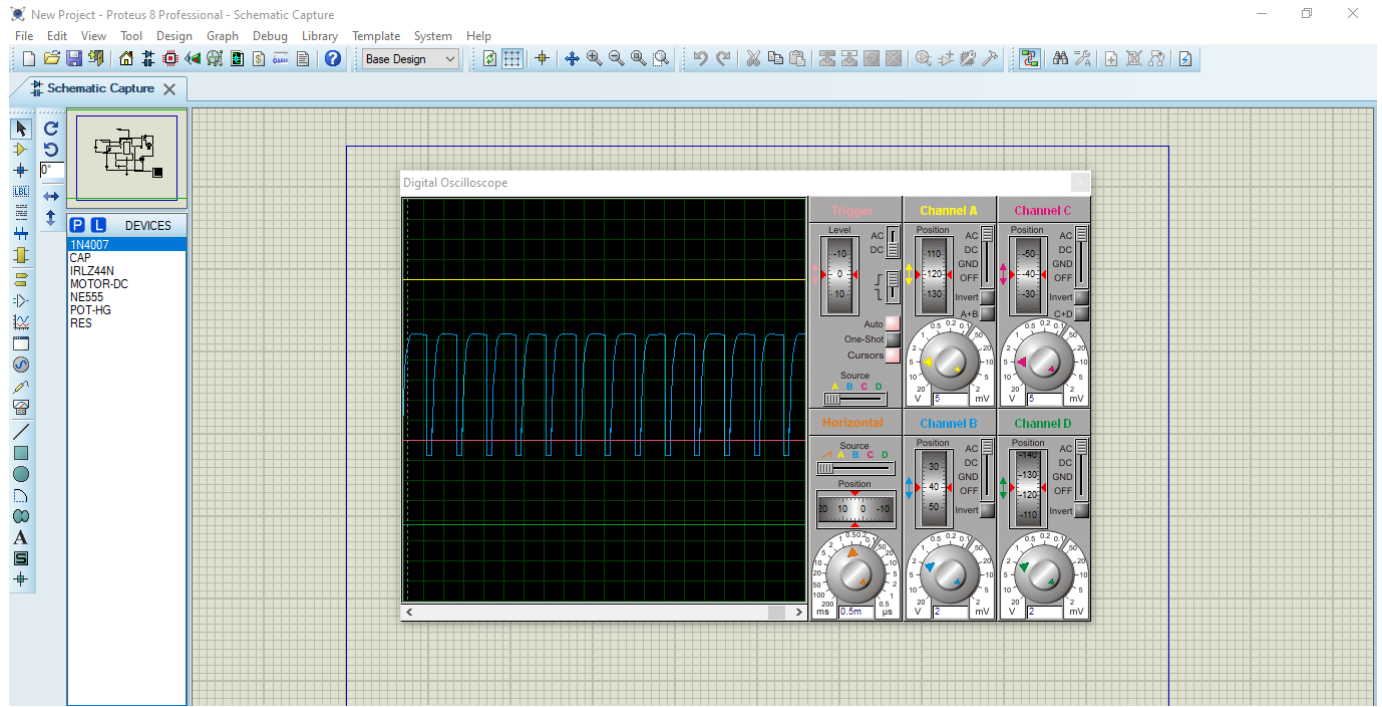 New Project - Proteus 8 Professional - Schematic Capture
File Edit View Tool Design Graph Debug Library Template System Help
Base Design
Schematic Capture
0°
LBL
A
S
P L DEVICES
1N4007
CAP
IRLZ44N
MOTOR-DC
NE555
POT-HG
RES
Digital Oscilloscope
Trigger
Level
AC
DC
-10
0
10
Auto
One-Shot
Cursors
Source
A B C D
Channel A
Position
AC
DC
GND
OFF
110
120
130
Invert
A+B
V 5 mV
Channel C
Position
AC
DC
GND
OFF
-50
-40
-30
Invert
C+D
V 5 mV
Horizontal
Source
A B C D
Position
20 10 0 -10
ms 0.5m µs
Channel B
Position
AC
DC
GND
OFF
30
40
50
Invert
V 2 mV
Channel D
Position
AC
DC
GND
OFF
-140
-130
-120
-110
Invert
V 2 mV